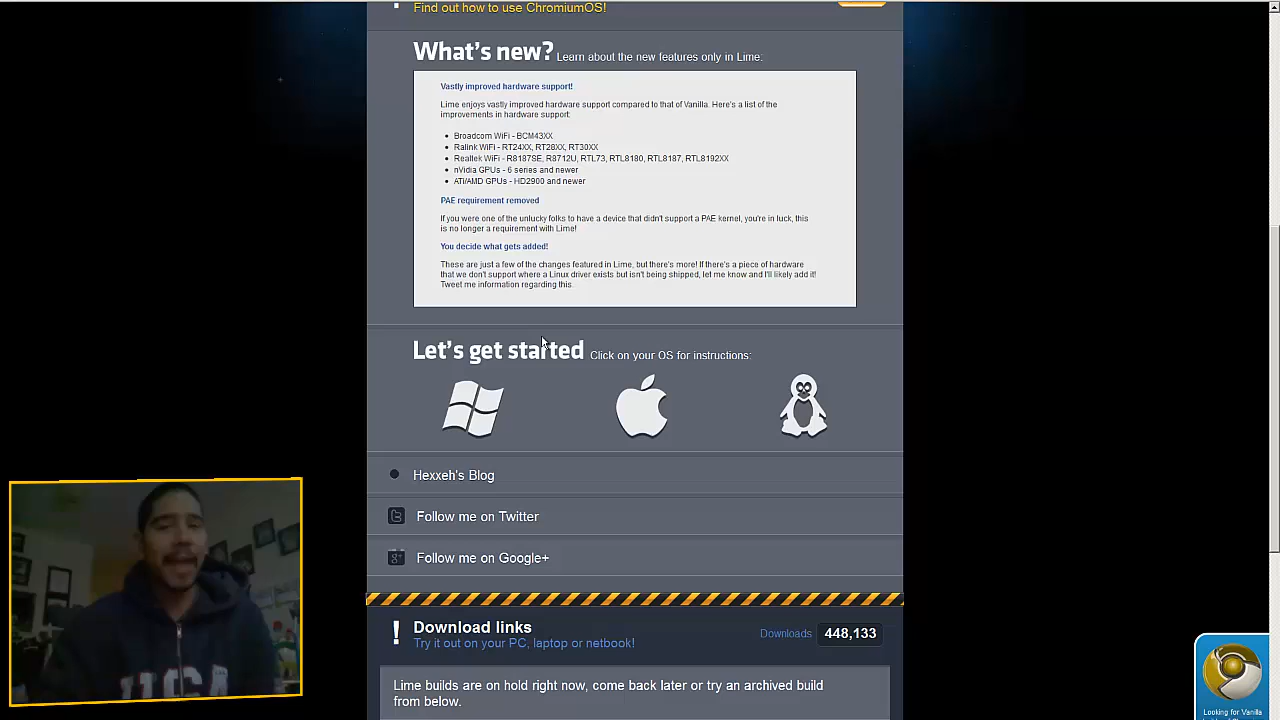 Find out how to use ChromiumOS!
What's new? Learn about the new features only in Lime:
Vastly improved hardware support!
Lime enjoys vastly improved hardware support compared to that of Vanilla. Here's a list of the
improvements in hardware support:
• Broadcom WiFi - BCM43XX
• Ralink WiFi - RT24XX, RT28XX, RT30XX
• Realtek WiFi - R8187SE, R8712U, RTL73, RTL8180, RTL8187, RTL8192XX
• nVidia GPUs - 6 series and newer
• ATi/AMD GPUs - HD2900 and newer
PAE requirement removed
If you were one of the unlucky folks to have a device that didn't support a PAE kernel, you're in luck, this
is no longer a requirement with Lime!
You decide what gets added!
These are just a few of the changes featured in Lime, but there's more! If there's a piece of hardware
that we don't support where a Linux driver exists but isn't being shipped, let me know and I'll likely add it!
Tweet me information regarding this.
Let's get started Click on your OS for instructions:
Hexxeh's Blog
Follow me on Twitter
Follow me on Google+
! Download links
Try it out on your PC, laptop or netbook!
Downloads 448,133
Lime builds are on hold right now, come back later or try an archived build
from below.
Looking for Vanilla